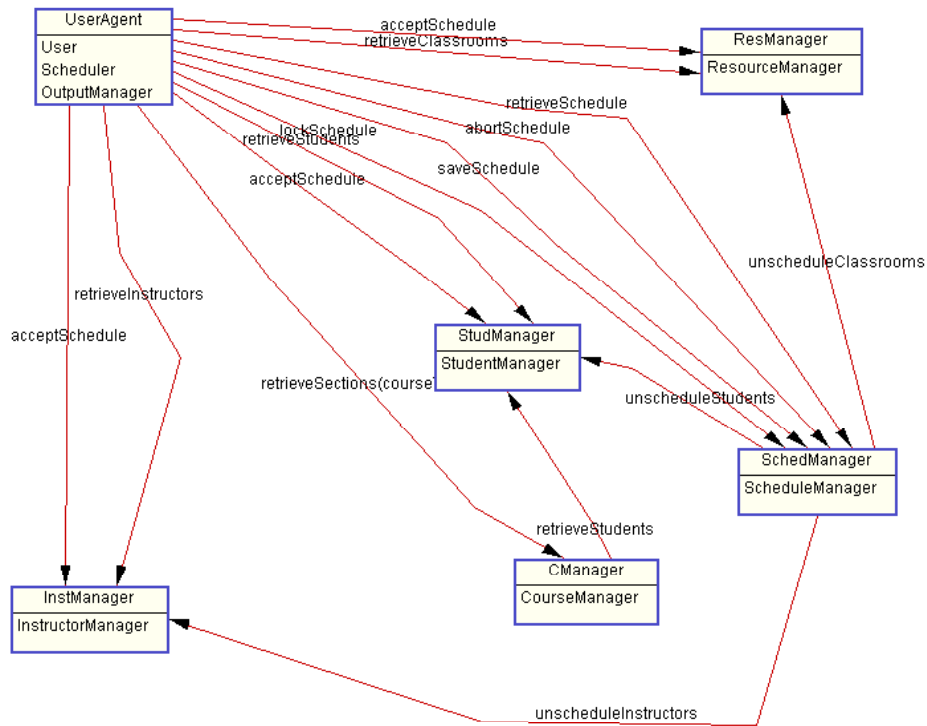 UserAgent
User
Scheduler
OutputManager
acceptSchedule
retrieveClassrooms
ResManager
ResourceManager
retrieveSchedule
lockSchedule
abortSchedule
retrieveStudents
saveSchedule
acceptSchedule
unscheduleClassrooms
retrieveInstructors
acceptSchedule
StudManager
StudentManager
retrieveSections(course)
unscheduleStudents
SchedManager
ScheduleManager
retrieveStudents
CManager
CourseManager
InstManager
InstructorManager
unscheduleInstructors